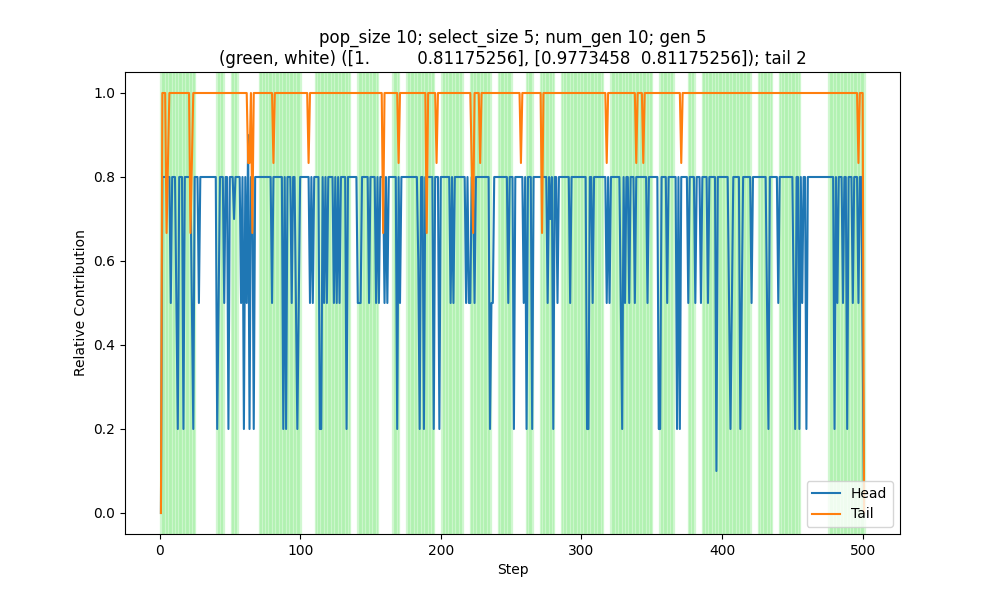 pop_size 10; select_size 5; num_gen 10; gen 5
(green, white) ([1.         0.81175256], [0.9773458  0.81175256]); tail 2
1.0
0.8
0.6
0.4
0.2
0.0
Relative Contribution
Head
Tail
0
100
200
300
400
500
Step